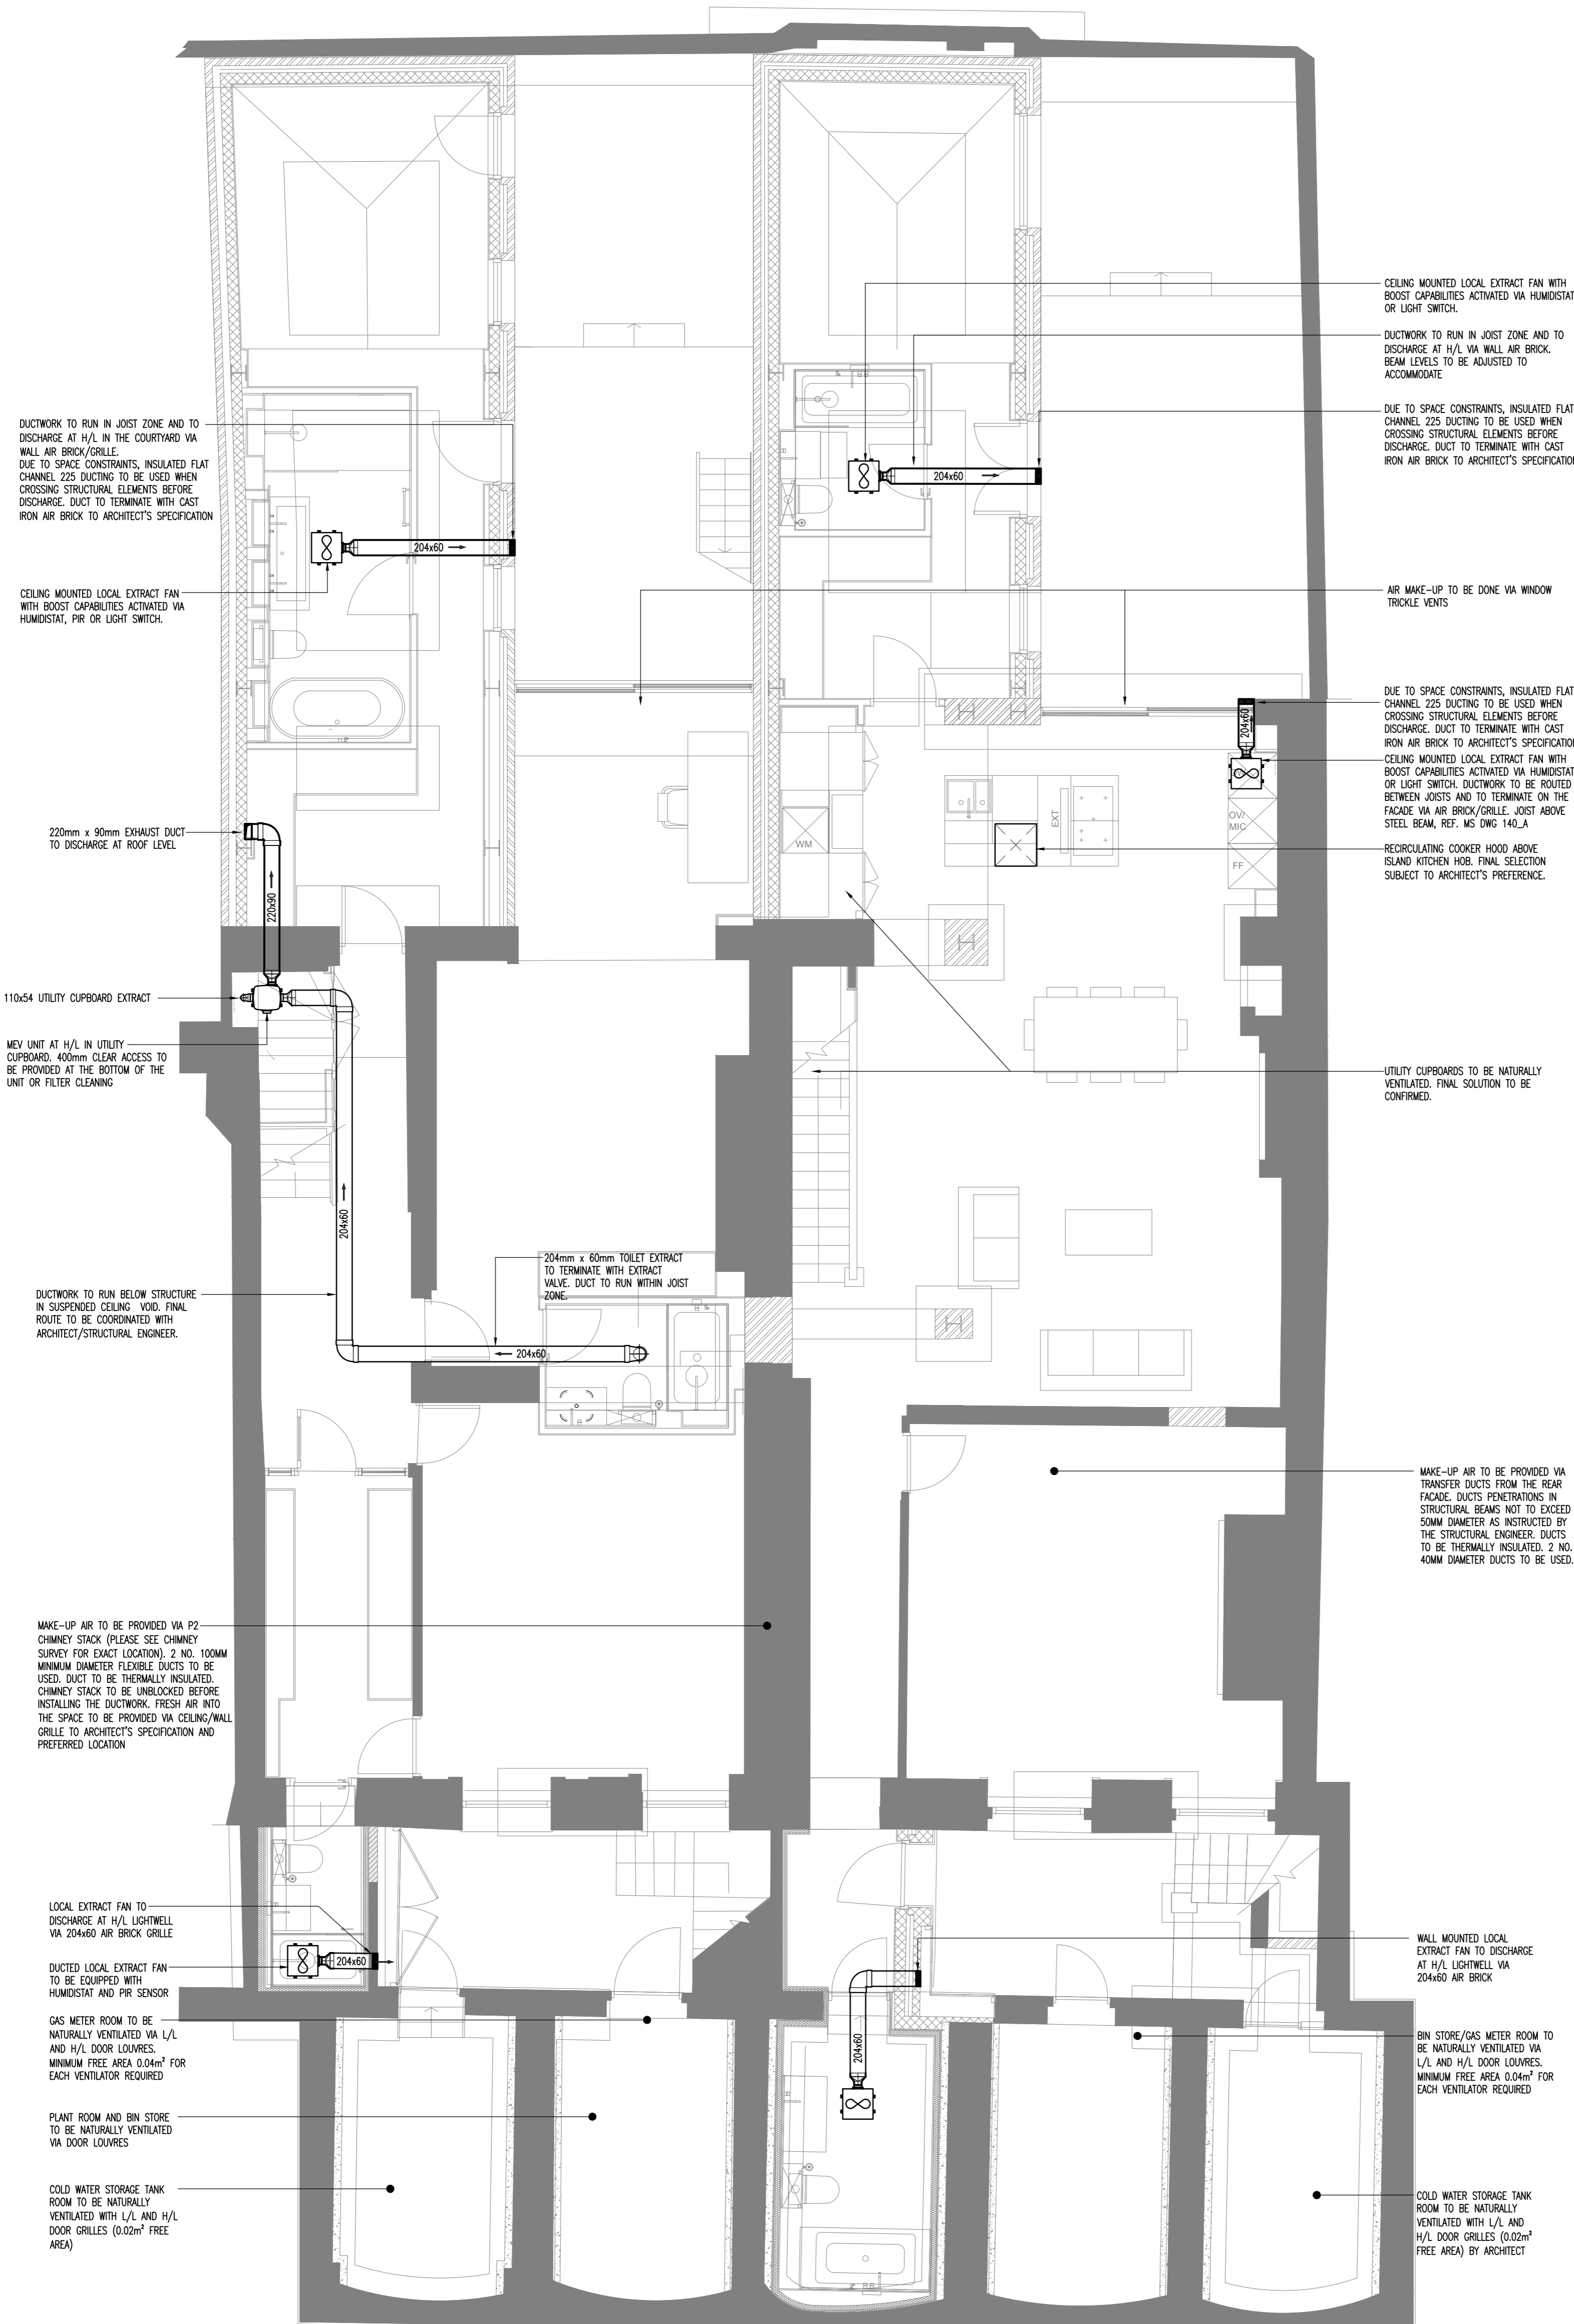 CEILING MOUNTED LOCAL EXTRACT FAN WITH
BOOST CAPABILITIES ACTIVATED VIA HUMIDISTAT
OR LIGHT SWITCH.
DUCTWORK TO RUN IN JOIST ZONE AND TO
DISCHARGE AT H/L VIA WALL AIR BRICK.
BEAM LEVELS TO BE ADJUSTED TO
ACCOMMODATE
DUE TO SPACE CONSTRAINTS, INSULATED FLAT
CHANNEL 225 DUCTING TO BE USED WHEN
CROSSING STRUCTURAL ELEMENTS BEFORE
DISCHARGE. DUCT TO TERMINATE WITH CAST
IRON AIR BRICK TO ARCHITECT'S SPECIFICATIO
DUCTWORK TO RUN IN JOIST ZONE AND TO
DISCHARGE AT H/L IN THE COURTYARD VIA
WALL AIR BRICK/GRILLE.
DUE TO SPACE CONSTRAINTS, INSULATED FLAT
CHANNEL 225 DUCTING TO BE USED WHEN
CROSSING STRUCTURAL ELEMENTS BEFORE
DISCHARGE. DUCT TO TERMINATE WITH CAST
IRON AIR BRICK TO ARCHITECT'S SPECIFICATION
204x60
204x60
CEILING MOUNTED LOCAL EXTRACT FAN
WITH BOOST CAPABILITIES ACTIVATED VIA
HUMIDISTAT, PIR OR LIGHT SWITCH.
AIR MAKE-UP TO BE DONE VIA WINDOW
TRICKLE VENTS
DUE TO SPACE CONSTRAINTS, INSULATED FLAT
CHANNEL 225 DUCTING TO BE USED WHEN
CROSSING STRUCTURAL ELEMENTS BEFORE
DISCHARGE. DUCT TO TERMINATE WITH CAST
IRON AIR BRICK TO ARCHITECT'S SPECIFICATIO
204x60
CEILING MOUNTED LOCAL EXTRACT FAN WITH
BOOST CAPABILITIES ACTIVATED VIA HUMIDISTAT
OR LIGHT SWITCH. DUCTWORK TO BE ROUTED
BETWEEN JOISTS AND TO TERMINATE ON THE
FACADE VIA AIR BRICK/GRILLE. JOIST ABOVE
STEEL BEAM, REF. MS DWG 140_A
220mm x 90mm EXHAUST DUCT
TO DISCHARGE AT ROOF LEVEL
220x90
WM
EXT
OV/
MIC
FF
RECIRCULATING COOKER HOOD ABOVE
ISLAND KITCHEN HOB. FINAL SELECTION
SUBJECT TO ARCHITECT'S PREFERENCE.
110x54 UTILITY CUPBOARD EXTRACT
MEV UNIT AT H/L IN UTILITY
CUPBOARD. 400mm CLEAR ACCESS TO
BE PROVIDED AT THE BOTTOM OF THE
UNIT OR FILTER CLEANING
UTILITY CUPBOARDS TO BE NATURALLY
VENTILATED. FINAL SOLUTION TO BE
CONFIRMED.
204x60
204mm x 60mm TOILET EXTRACT
TO TERMINATE WITH EXTRACT
VALVE. DUCT TO RUN WITHIN JOIST
ZONE.
DUCTWORK TO RUN BELOW STRUCTURE
IN SUSPENDED CEILING VOID. FINAL
ROUTE TO BE COORDINATED WITH
ARCHITECT/STRUCTURAL ENGINEER.
204x60
MAKE-UP AIR TO BE PROVIDED VIA
TRANSFER DUCTS FROM THE REAR
FACADE. DUCTS PENETRATIONS IN
STRUCTURAL BEAMS NOT TO EXCEED
50MM DIAMETER AS INSTRUCTED BY
THE STRUCTURAL ENGINEER. DUCTS
TO BE THERMALLY INSULATED. 2 NO.
40MM DIAMETER DUCTS TO BE USED.
MAKE-UP AIR TO BE PROVIDED VIA P2
CHIMNEY STACK (PLEASE SEE CHIMNEY
SURVEY FOR EXACT LOCATION). 2 NO. 100MM
MINIMUM DIAMETER FLEXIBLE DUCTS TO BE
USED. DUCT TO BE THERMALLY INSULATED.
CHIMNEY STACK TO BE UNBLOCKED BEFORE
INSTALLING THE DUCTWORK. FRESH AIR INTO
THE SPACE TO BE PROVIDED VIA CEILING/WALL
GRILLE TO ARCHITECT'S SPECIFICATION AND
PREFERRED LOCATION
LOCAL EXTRACT FAN TO
DISCHARGE AT H/L LIGHTWELL
VIA 204x60 AIR BRICK GRILLE
204x60
DUCTED LOCAL EXTRACT FAN
TO BE EQUIPPED WITH
HUMIDISTAT AND PIR SENSOR
WALL MOUNTED LOCAL
EXTRACT FAN TO DISCHARGE
AT H/L LIGHTWELL VIA
204x60 AIR BRICK
204x60
GAS METER ROOM TO BE
NATURALLY VENTILATED VIA L/L
AND H/L DOOR LOUVRES.
MINIMUM FREE AREA 0.04m² FOR
EACH VENTILATOR REQUIRED
BIN STORE/GAS METER ROOM TO
BE NATURALLY VENTILATED VIA
L/L AND H/L DOOR LOUVRES.
MINIMUM FREE AREA 0.04m² FOR
EACH VENTILATOR REQUIRED
PLANT ROOM AND BIN STORE
TO BE NATURALLY VENTILATED
VIA DOOR LOUVRES
COLD WATER STORAGE TANK
ROOM TO BE NATURALLY
VENTILATED WITH L/L AND H/L
DOOR GRILLES (0.02m² FREE
AREA)
COLD WATER STORAGE TANK
ROOM TO BE NATURALLY
VENTILATED WITH L/L AND
H/L DOOR GRILLES (0.02m²
FREE AREA) BY ARCHITECT